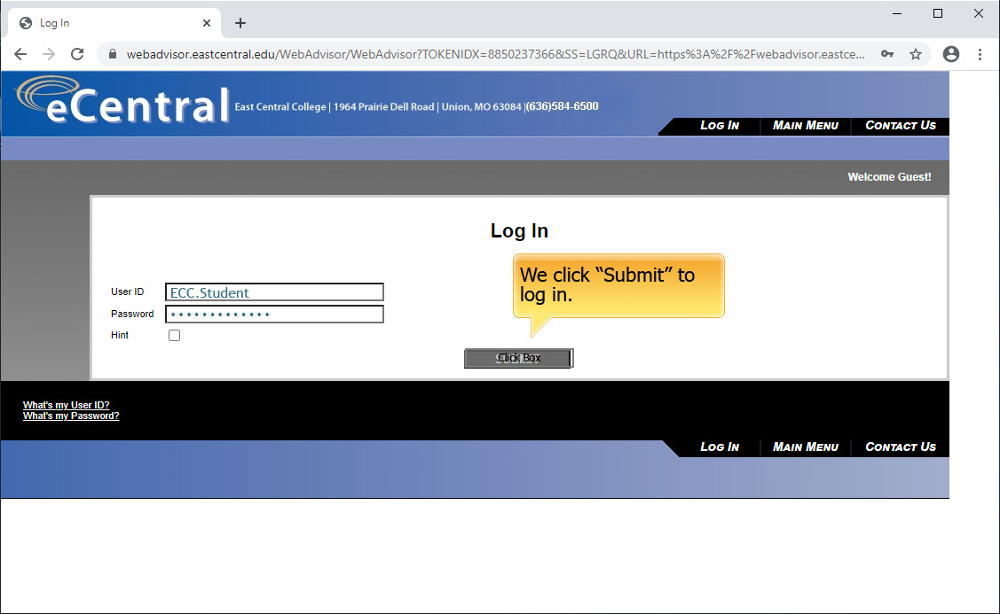 Log In
webadvisor.eastcentral.edu/WebAdvisor/WebAdvisor?TOKENIDX=8850237366&SS=LGRQ&URL=https%3A%2F%2Fwebadvisor.eastce...
eCentral East Central College | 1964 Prairie Dell Road | Union, MO 63084 |(636)584-6500
Log In Main Menu Contact Us
Welcome Guest!
Log In
We click “Submit” to
log in.
User ID ECC.Student
Password •••••••••••••
Hint
Click Box
SUBMIT
What's my User ID?
What's my Password?
Log In Main Menu Contact Us